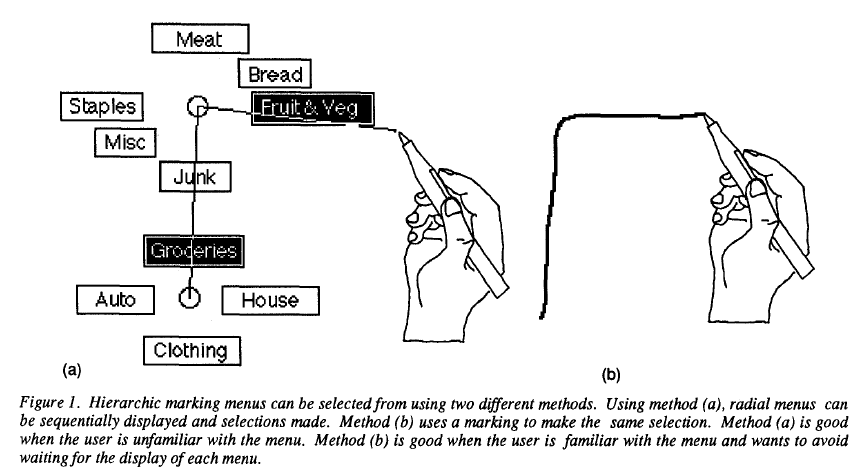 Meat
Bread
Staples
Fruit & Veg
Misc
Junk
Groceries
Auto
House
Clothing
(a)
(b)
Figure 1. Hierarchic marking menus can be selected from using two different methods. Using method (a), radial menus can
be sequentially displayed and selections made. Method (b) uses a marking to make the same selection. Method (a) is good
when the user is unfamiliar with the menu. Method (b) is good when the user is familiar with the menu and wants to avoid
waiting for the display of each menu.